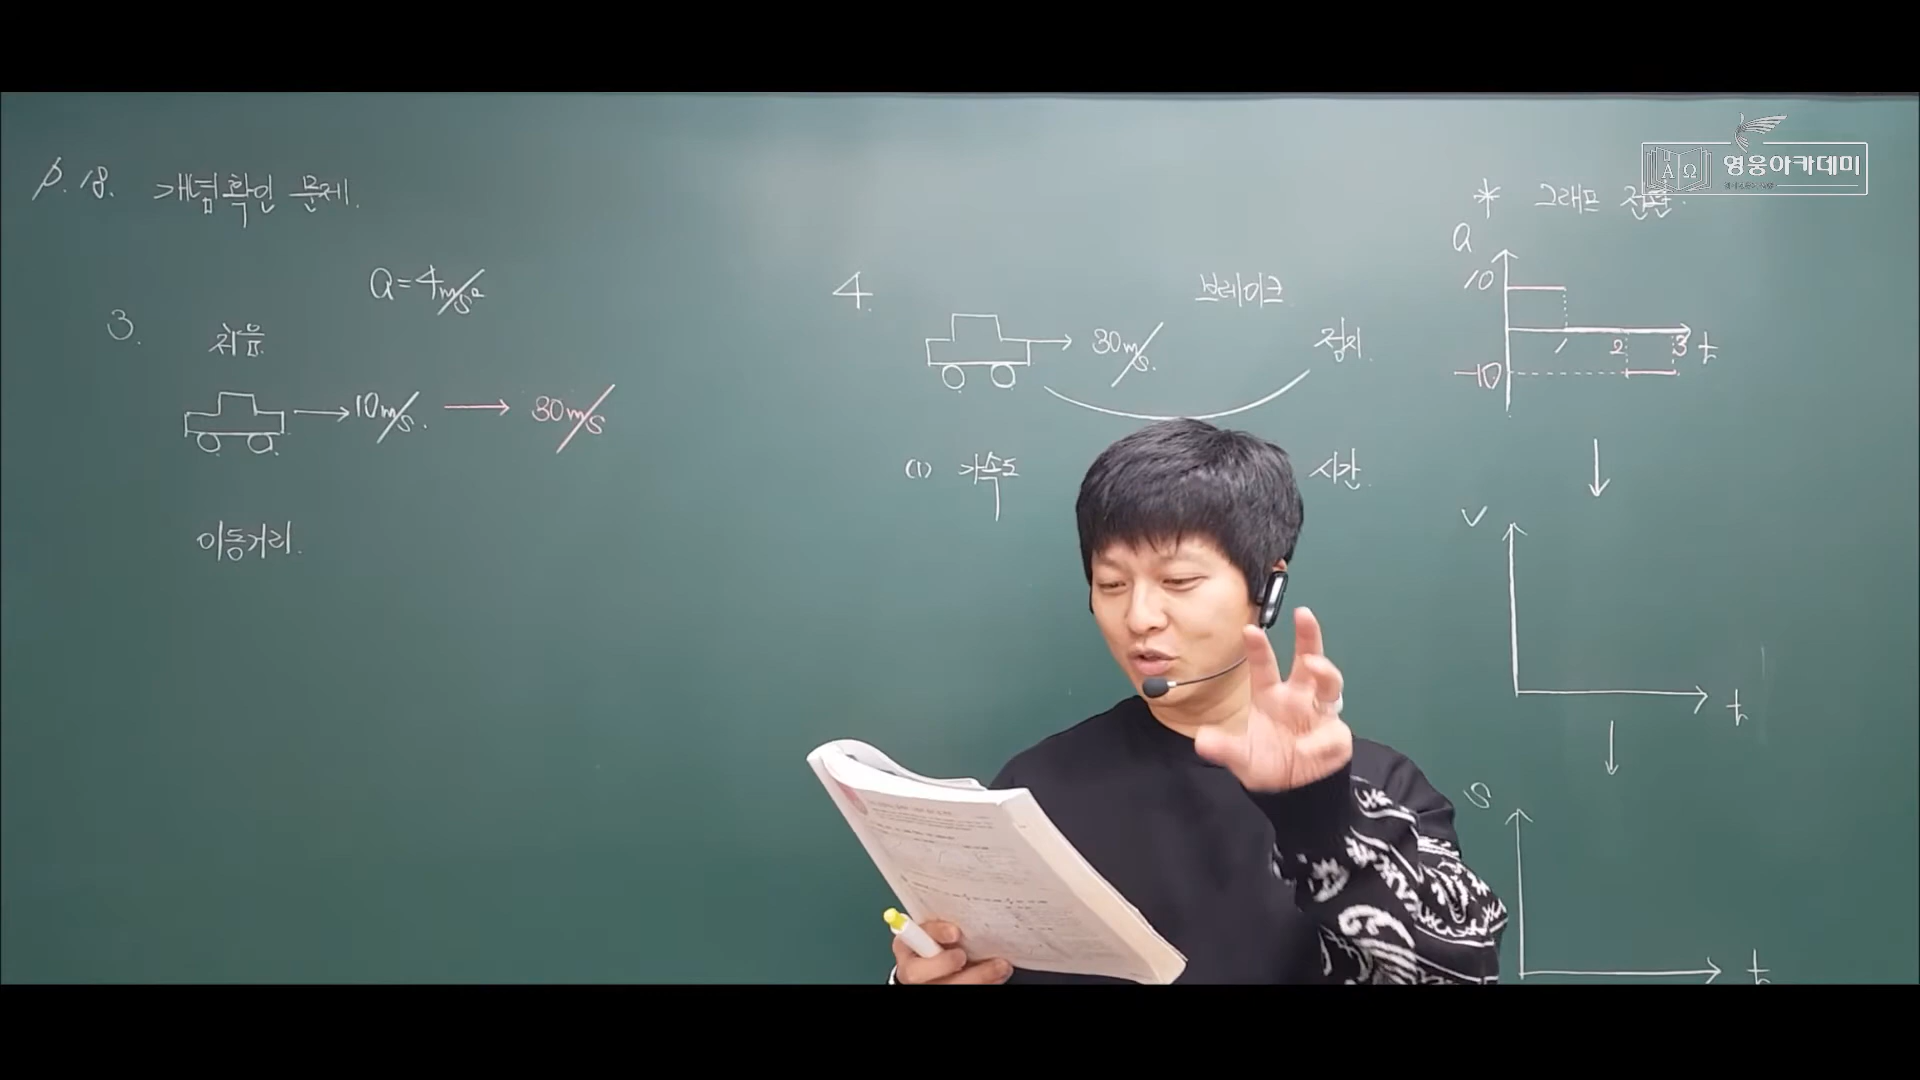 p.18. 개념확인 문제.
a=4m/s²
3.
처음
10m/s. → 30m/s
이동거리.
4.
브레이크
30m/s.
정지.
(1) 가속도
시간.
영웅아카데미
A Ω
* 그래프 전환.
a
10
1 2 3 t
-10
v
t
s
t